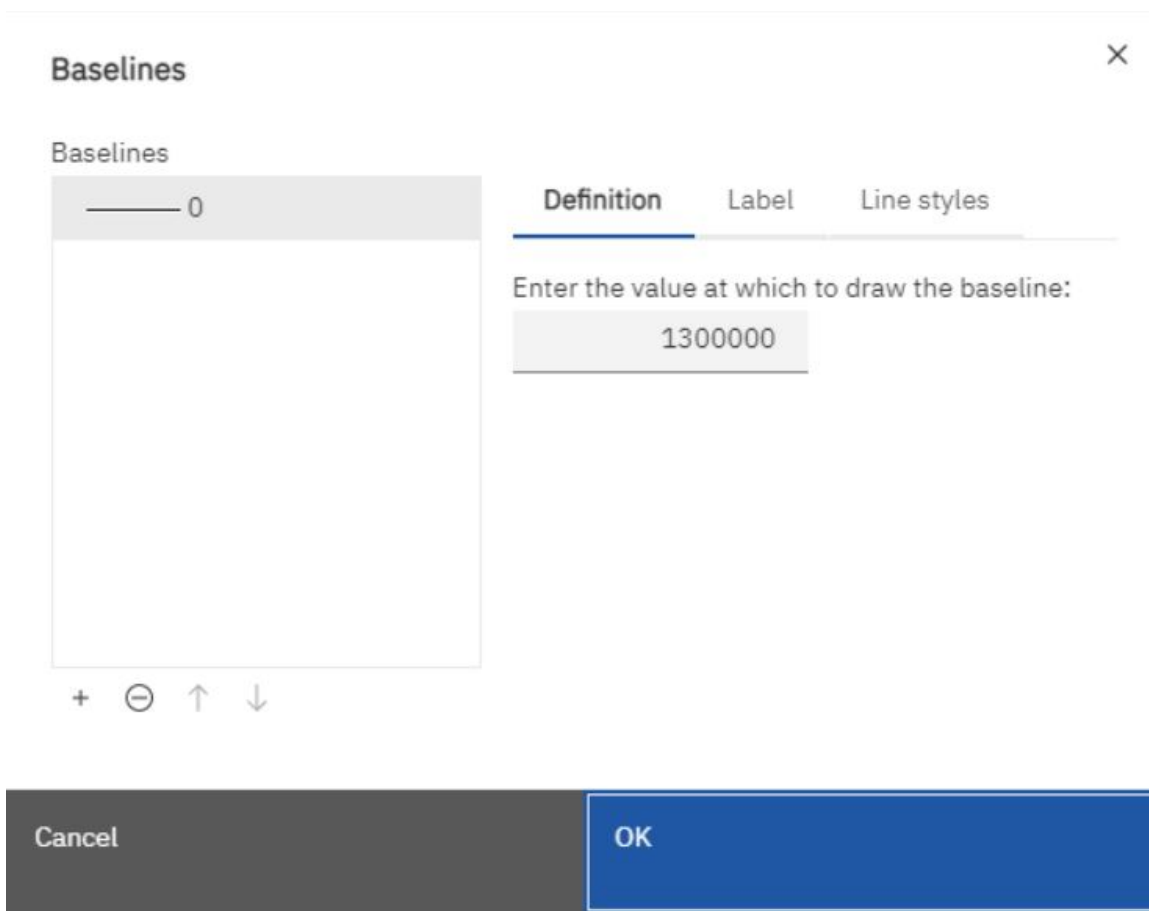 Baselines
Baselines
0
Definition Label Line styles
Enter the value at which to draw the baseline:
1300000
Cancel
OK